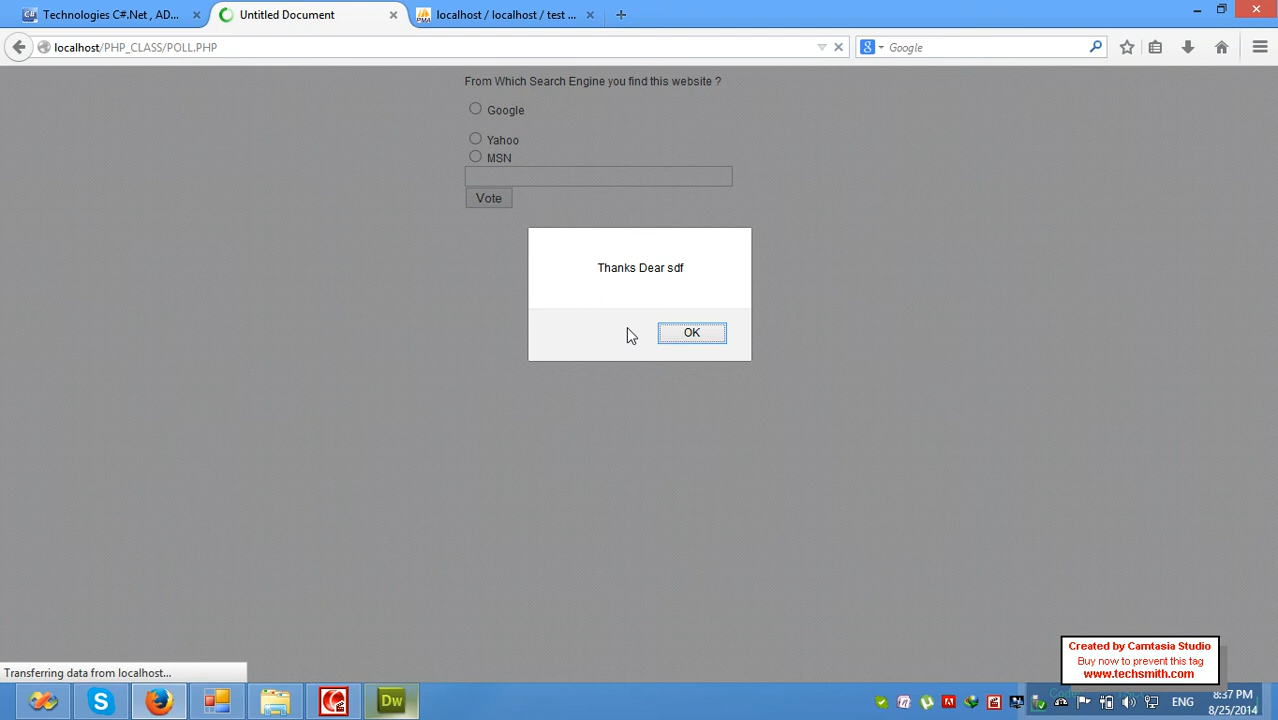 Technologies C#.Net , AD...
Untitled Document
localhost / localhost / test ...
localhost/PHP_CLASS/POLL.PHP
Google
From Which Search Engine you find this website ?
Google
Yahoo
MSN
Vote
Thanks Dear sdf
OK
Created by Camtasia Studio
Buy now to prevent this tag
www.techsmith.com
Transferring data from localhost...
Dw
ENG
8:37 PM
8/25/2014